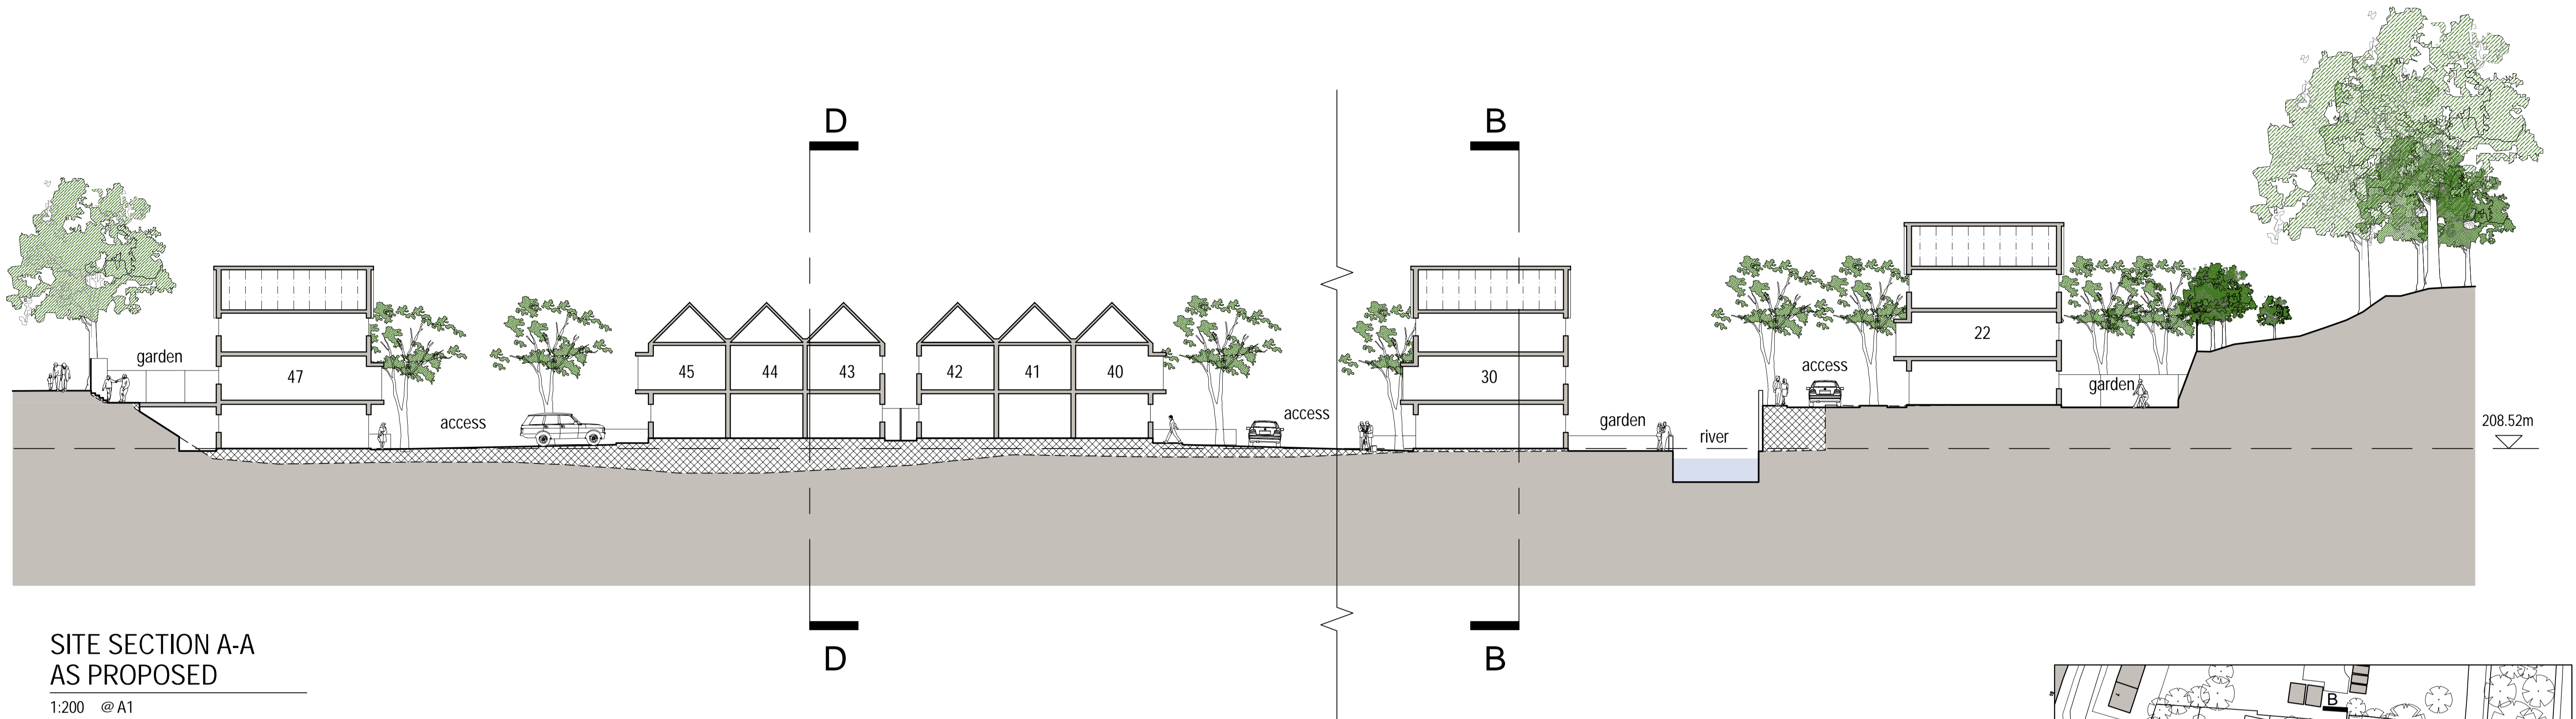 D
B
garden
47
access
45
44
43
42
41
40
access
30
garden
river
access
22
garden
208.52m
D
B
SITE SECTION A-A
AS PROPOSED
1:200 @ A1
B